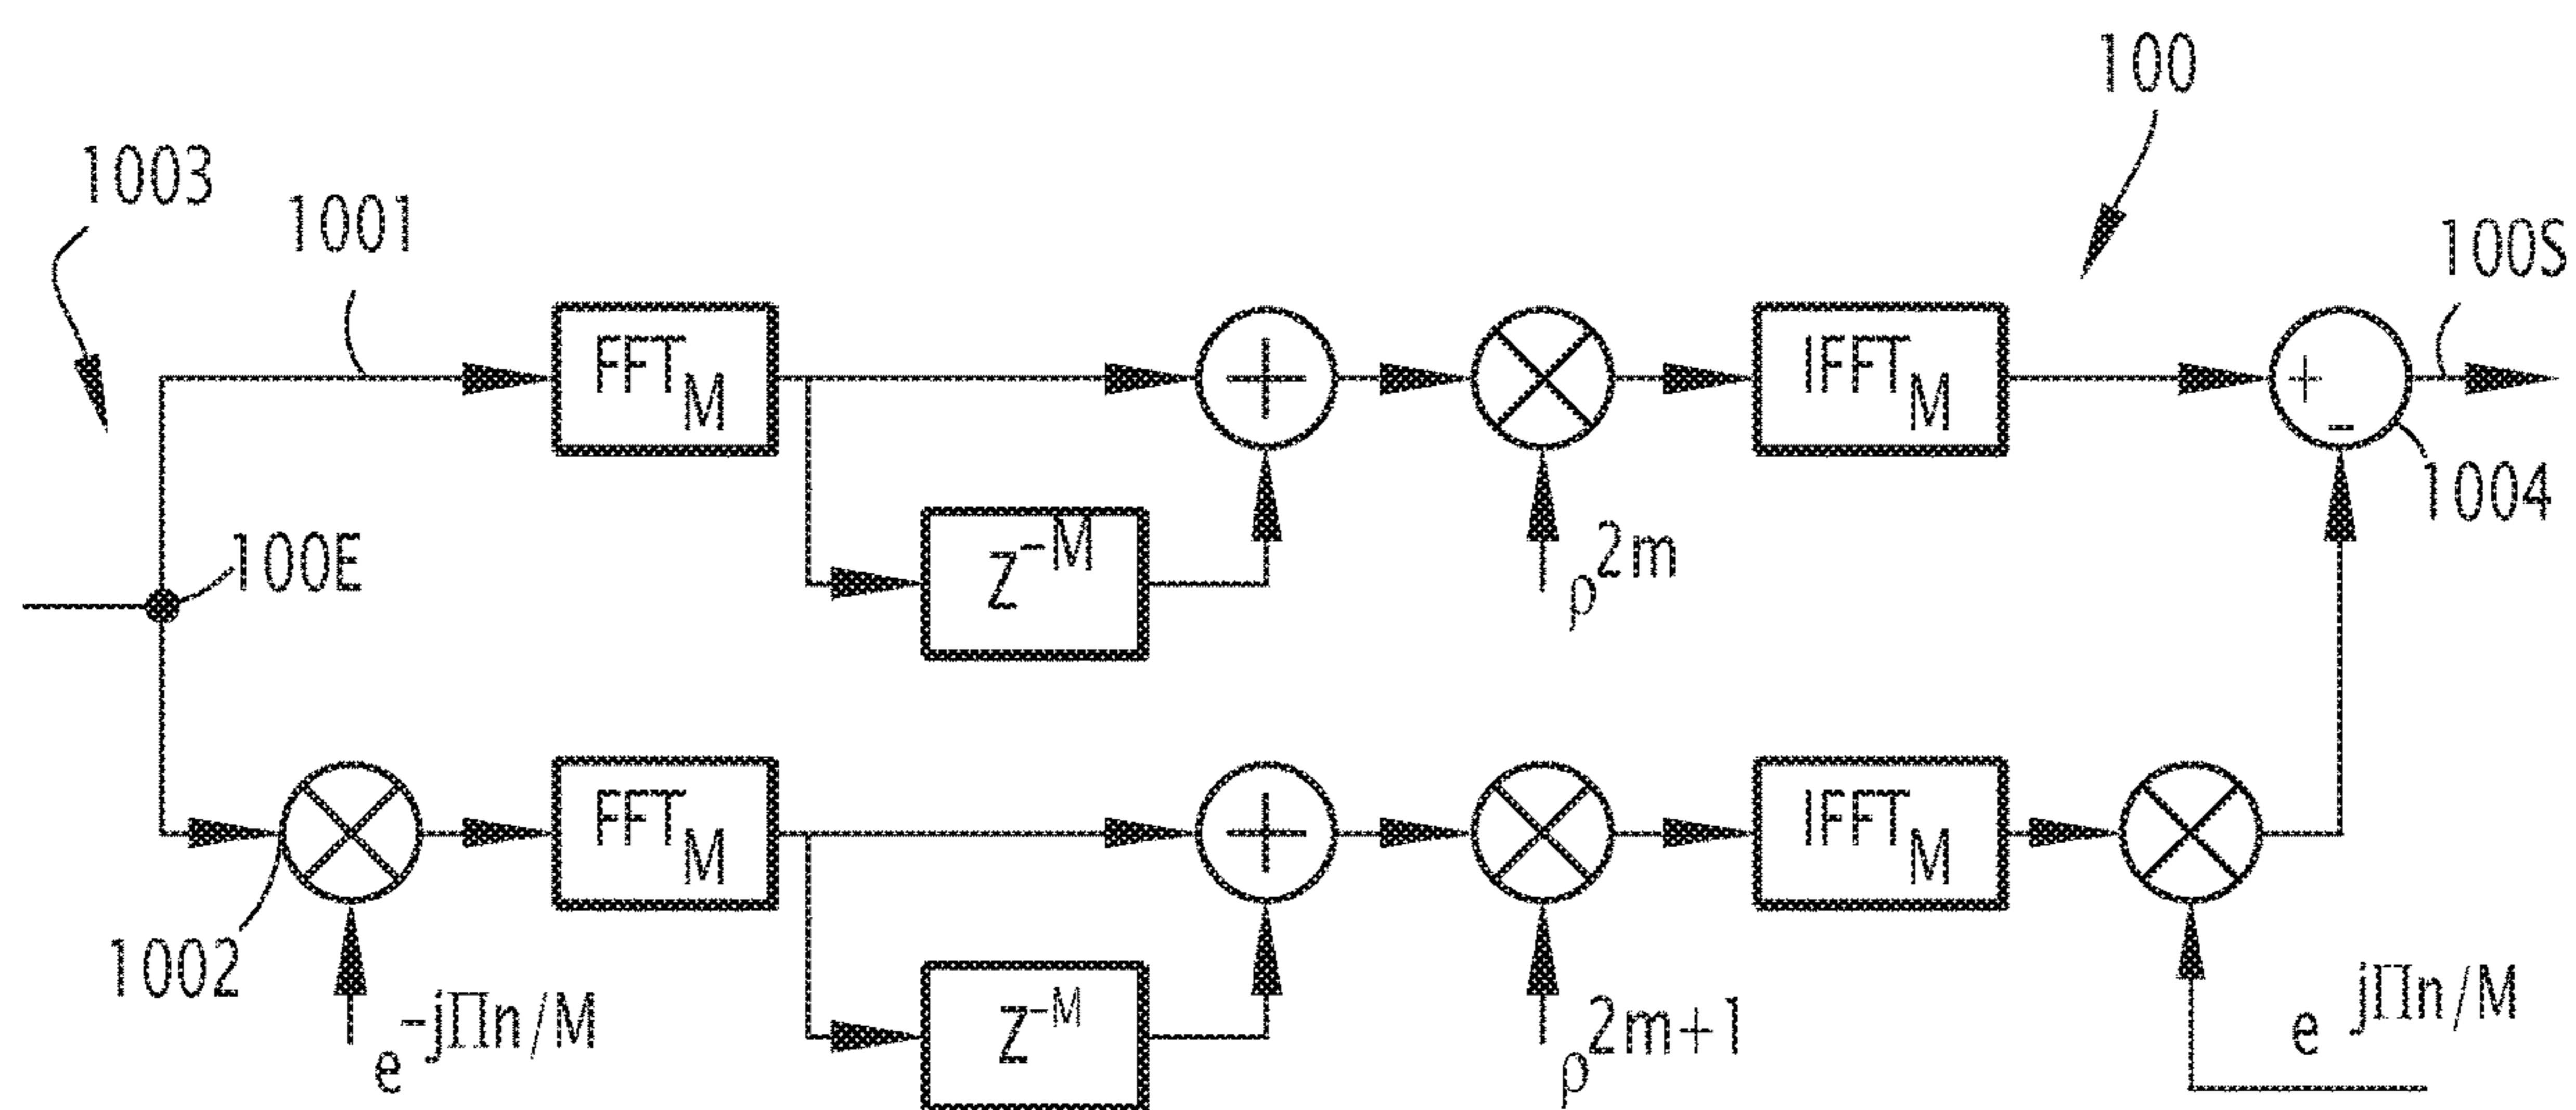 100
1003
1001
100S
FFT_M
+
IFFT_M
+
-
1004
Z^-M
100E
ρ^2m
FFT_M
+
IFFT_M
1002
e^-jΠn/M
Z^-M
ρ^2m+1
e^jΠn/M